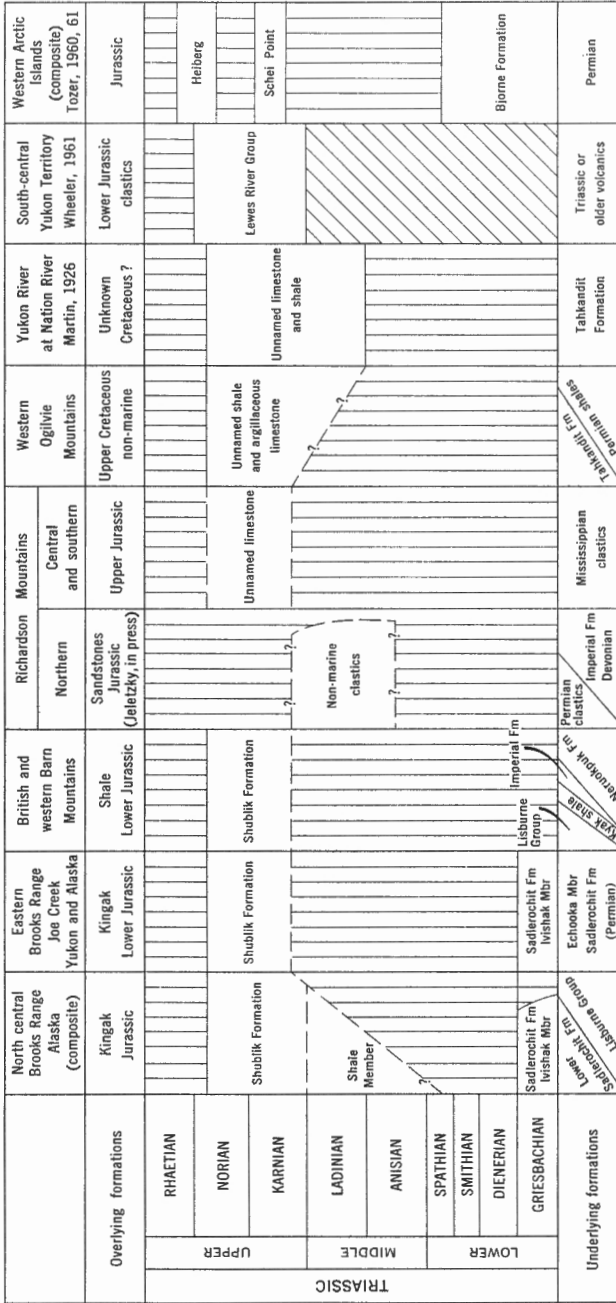 Overlying formations
TRIASSIC
UPPER
MIDDLE
LOWER
RHAETIAN
NORIAN
KARNIAN
LADINIAN
ANISIAN
SPATHIAN
SMITHIAN
DIENERIAN
GRIESBACHIAN
Underlying formations
North central
Brooks Range
Alaska
(composite)
Kingak
Jurassic
Shublik Formation
Shale
Member
?
Sadlerochit Fm
Ivishak Mbr
Lower
Sadlerochit Fm
Lisburne Group
Eastern
Brooks Range
Joe Creek
Yukon and Alaska
Kingak
Lower Jurassic
Shublik Formation
Sadlerochit Fm
Ivishak Mbr
Echooka Mbr
Sadlerochit Fm
(Permian)
British and
western Barn
Mountains
Shale
Lower Jurassic
Shublik Formation
Lisburne
Group
Imperial Fm
Kyak shale
Neruokpuk Fm
Richardson Mountains
Northern
Sandstones
Jurassic
(Jeletzky, in press)
?
?
Non-marine
clastics
?
?
Permian
clastics
Imperial Fm
Devonian
Central
and southern
Upper Jurassic
Unnamed limestone
Mississippian
clastics
Western
Ogilvie
Mountains
Upper Cretaceous
non-marine
Unnamed shale
and argillaceous
limestone
?
?
?
Tahkandit Fm
Permian shales
Yukon River
at Nation River
Martin, 1926
Unknown
Cretaceous ?
Unnamed limestone
and shale
Tahkandit
Formation
South-central
Yukon Territory
Wheeler, 1961
Lower Jurassic
clastics
Lewes River Group
Triassic or
older volcanics
Western Arctic
Islands
(composite)
Tozer, 1960, 61
Jurassic
Heiberg
Schei Point
Bjorne Formation
Permian